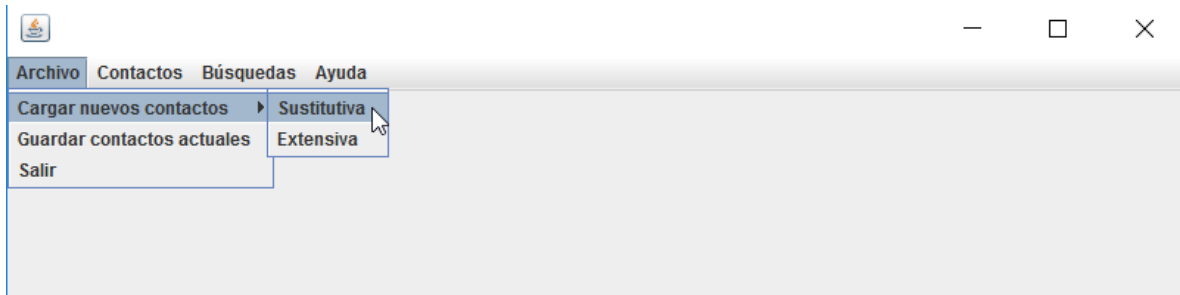 Archivo Contactos Búsquedas Ayuda
Cargar nuevos contactos Sustitutiva
Guardar contactos actuales Extensiva
Salir